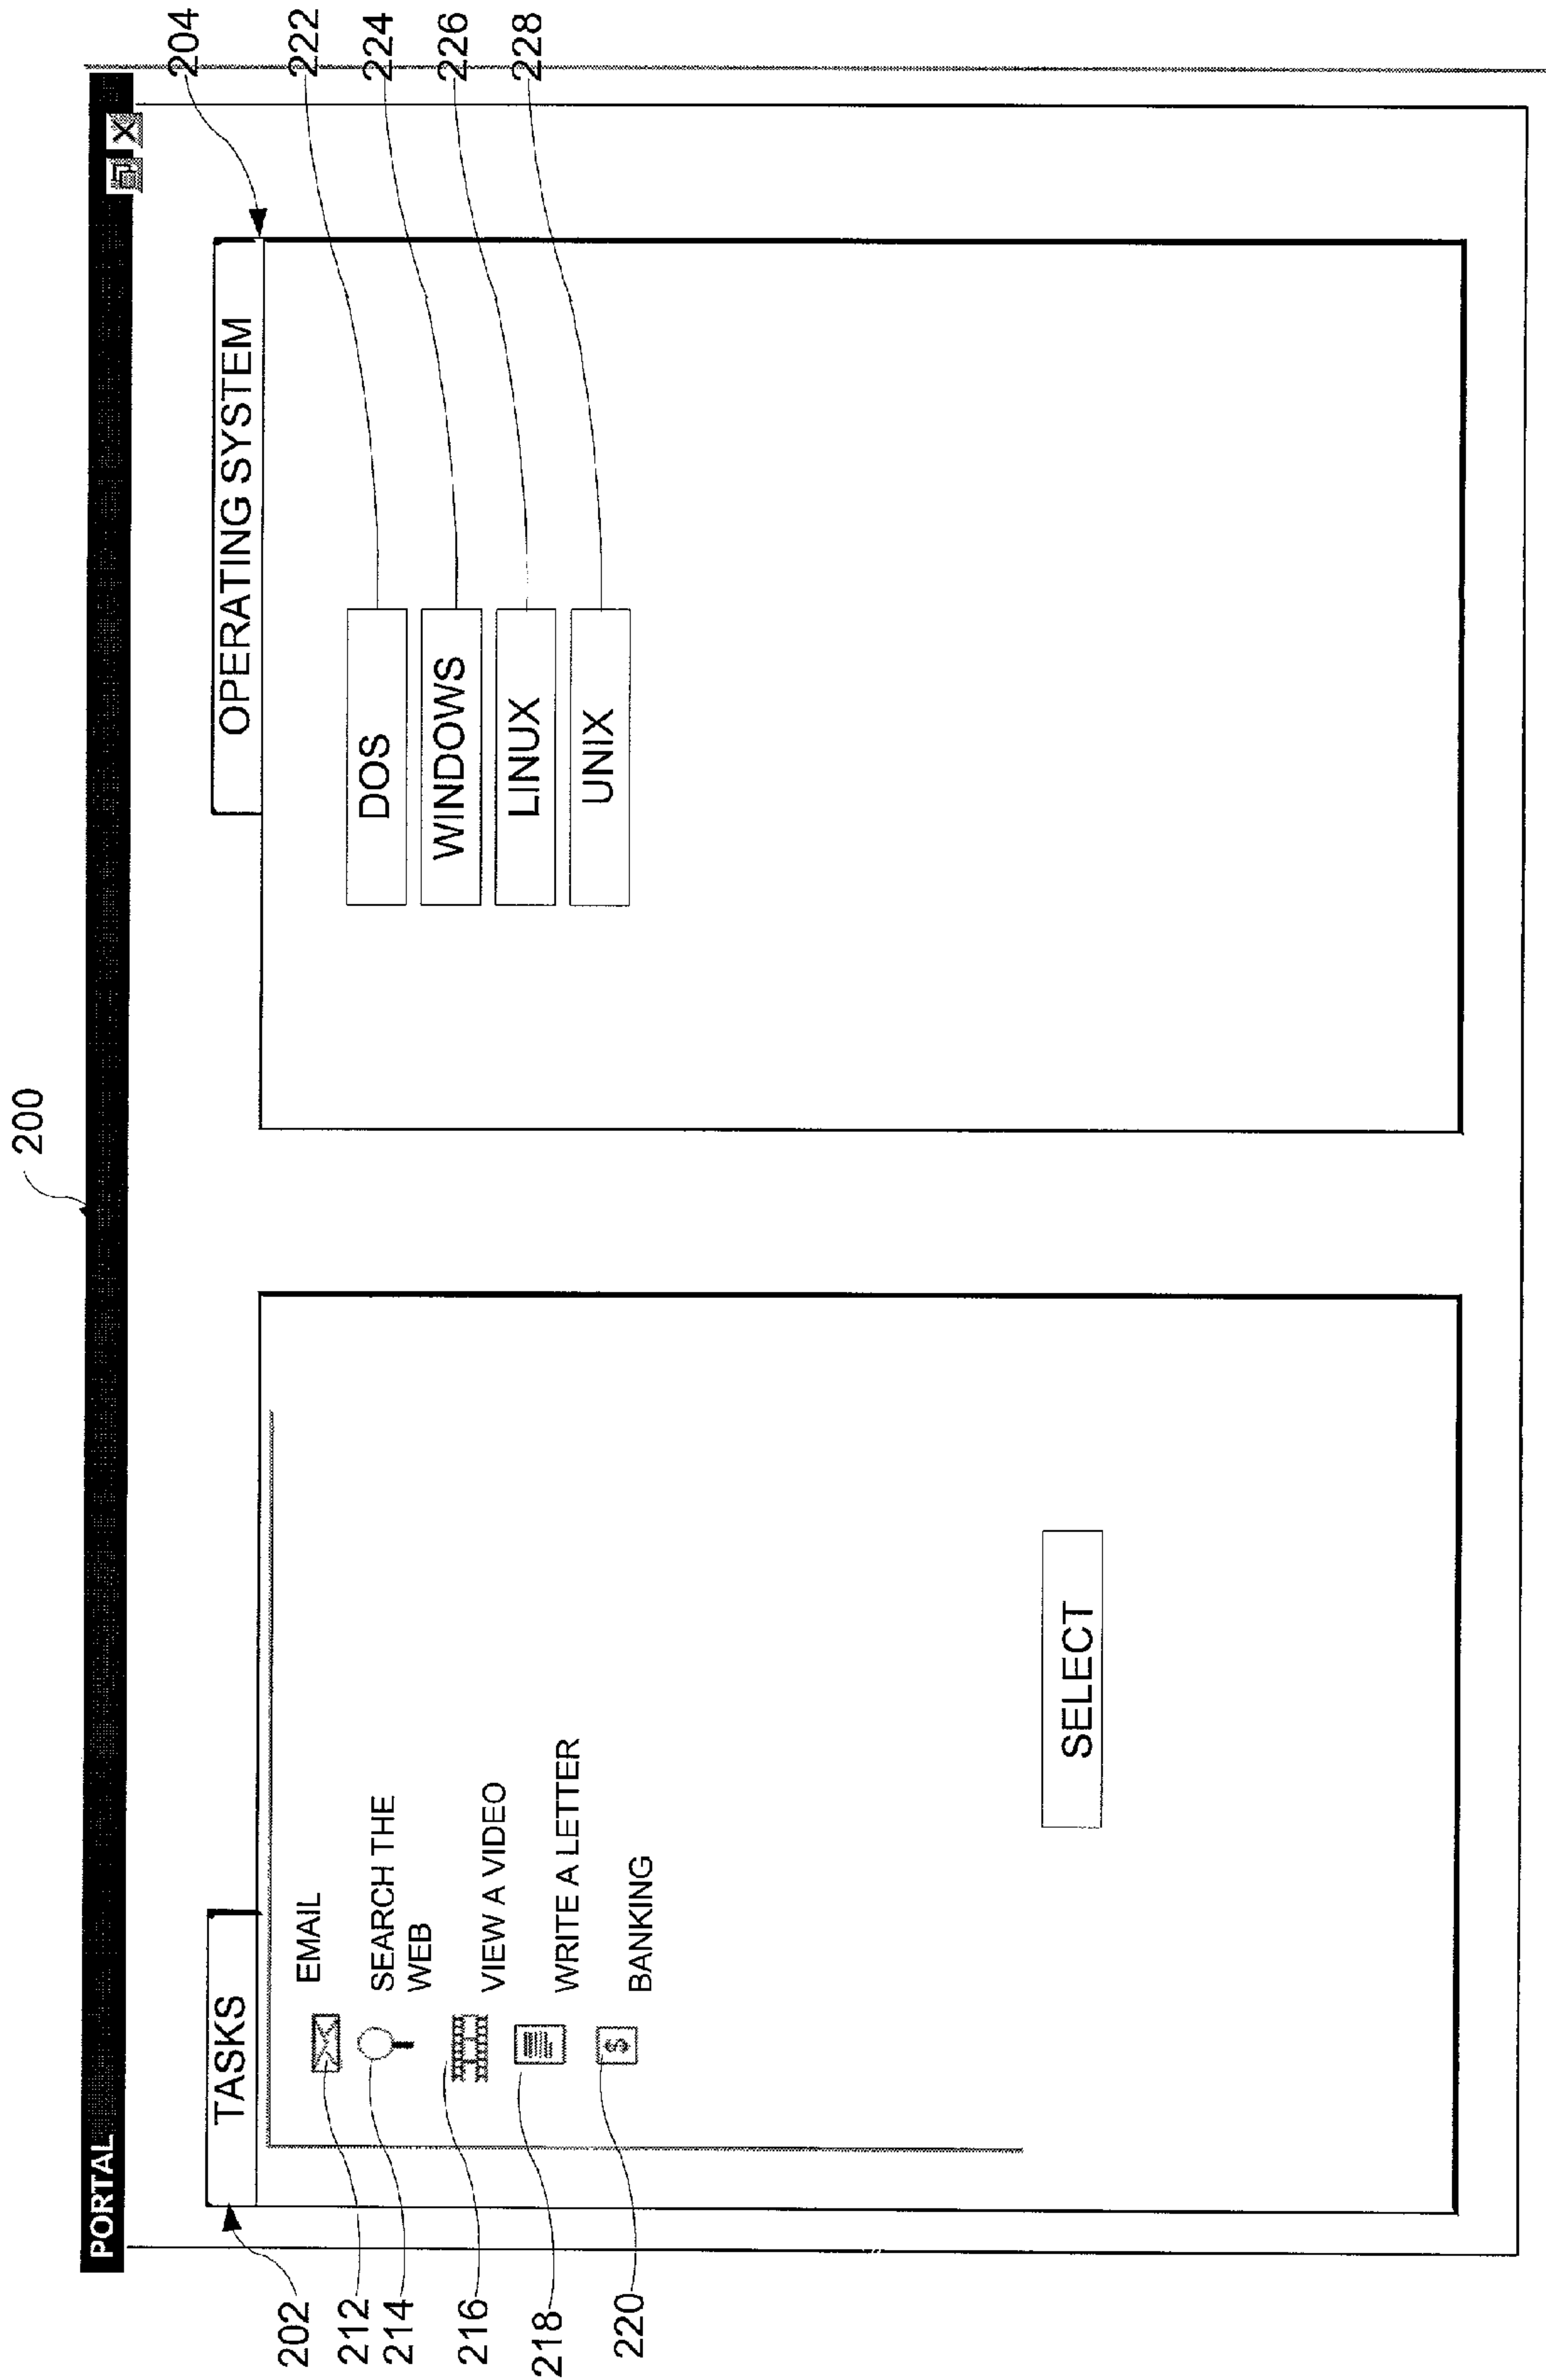 200
PORTAL
X
202
TASKS
212
EMAIL
214
SEARCH THE
WEB
216
VIEW A VIDEO
218
WRITE A LETTER
220
$
BANKING
SELECT
204
OPERATING SYSTEM
222
DOS
224
WINDOWS
226
LINUX
228
UNIX